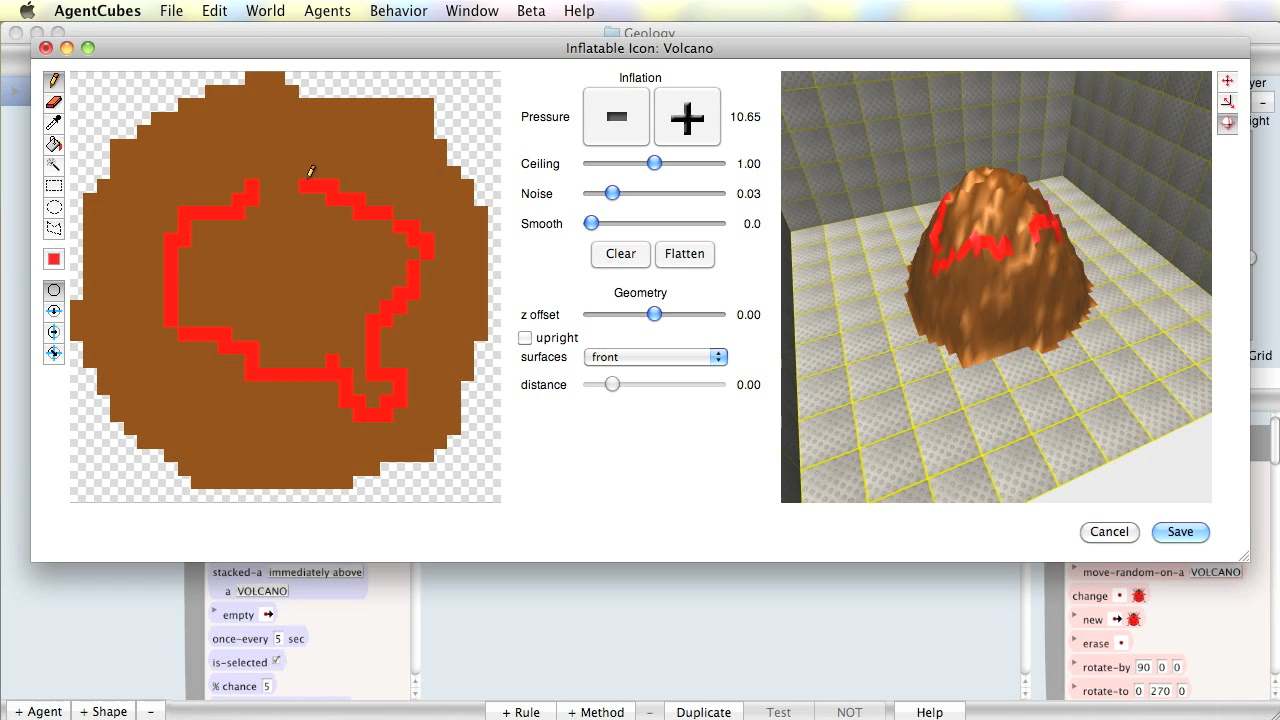 AgentCubes File Edit World Agents Behavior Window Beta Help
Geology
Inflatable Icon: Volcano
Inflation
Pressure 10.65
Ceiling 1.00
Noise 0.03
Smooth 0.0
Clear Flatten
Geometry
z offset 0.00
upright
surfaces front
distance 0.00
Cancel Save
yer
ight
Grid
stacked-a immediately above
a VOLCANO
empty
once-every 5 sec
is-selected
% chance 5
move-random-on-a VOLCANO
change
new
erase
rotate-by 90 0 0
rotate-to 0 270 0
+ Agent + Shape - + Rule + Method - Duplicate Test NOT Help